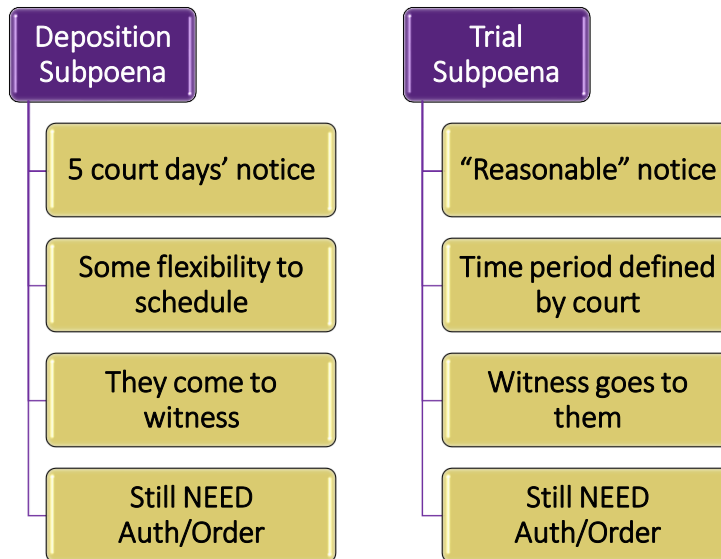 Deposition
Subpoena
5 court days’ notice
Some flexibility to
schedule
They come to
witness
Still NEED
Auth/Order
Trial
Subpoena
“Reasonable” notice
Time period defined
by court
Witness goes to
them
Still NEED
Auth/Order